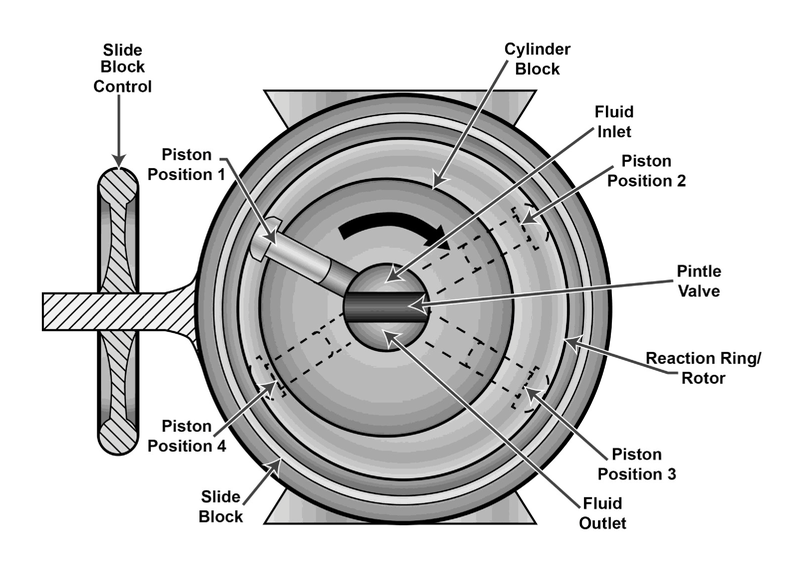 Slide
Block
Control
Cylinder
Block
Fluid
Inlet
Piston
Position 1
Piston
Position 2
Pintle
Valve
Reaction Ring/
Rotor
Piston
Position 4
Piston
Position 3
Slide
Block
Fluid
Outlet